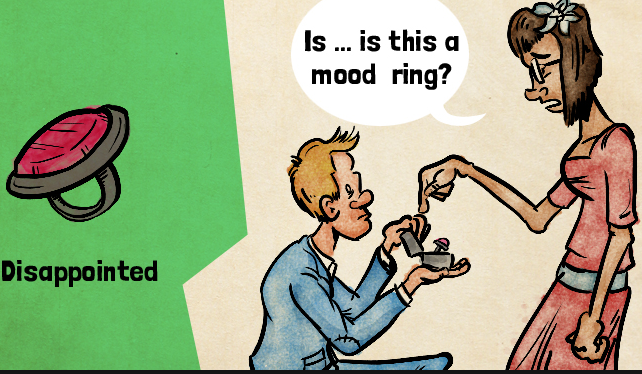 Is ... is this a
mood ring?
Disappointed